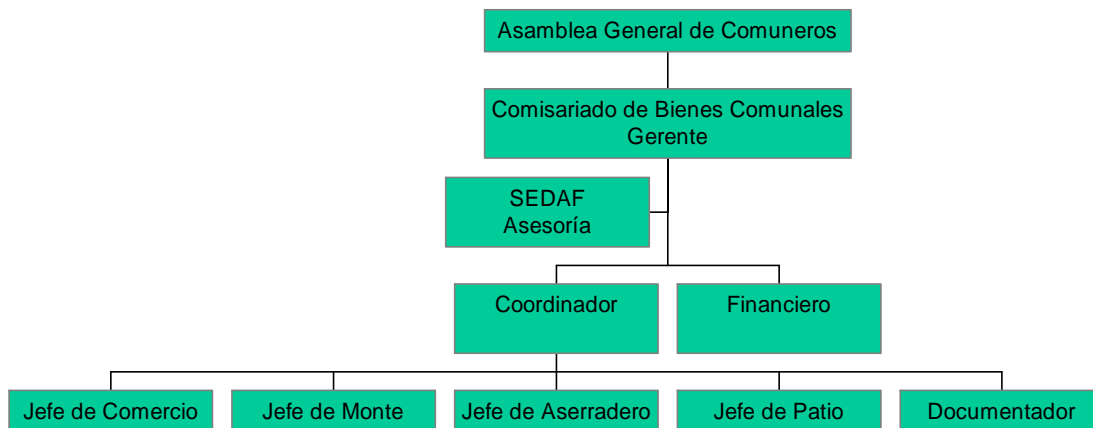 Asamblea General de Comuneros
Comisariado de Bienes Comunales
Gerente
SEDAF
Asesoría
Coordinador
Financiero
Jefe de Comercio
Jefe de Monte
Jefe de Aserradero
Jefe de Patio
Documentador